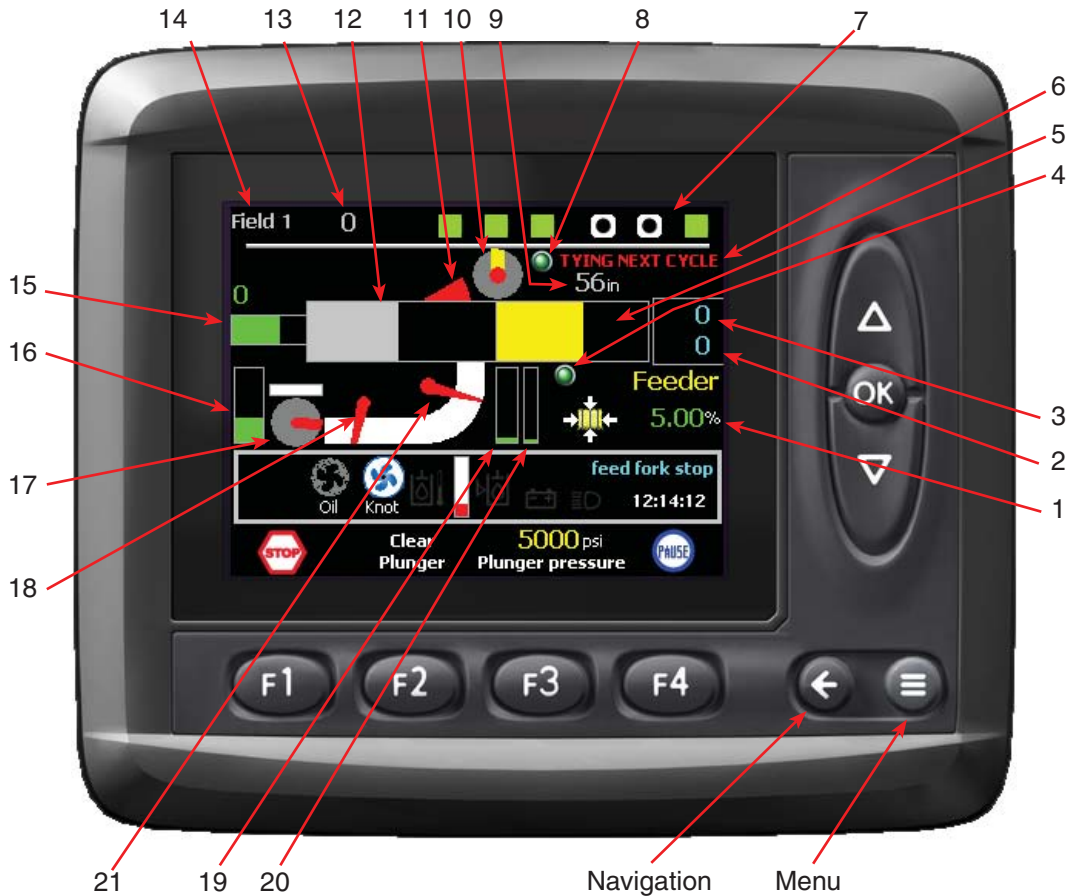 14 13 12 11 10 9 8 7
6
5
4
Field 1 0
TYING NEXT CYCLE
56in
15
0
0
0
Feeder
5.00%
16
3
2
1
17
feed fork stop
Oil Knot
12:14:12
18
STOP
Clear
Plunger
5000 psi
Plunger pressure
PAUSE
OK
F1 F2 F3 F4
21 19 20 Navigation Menu